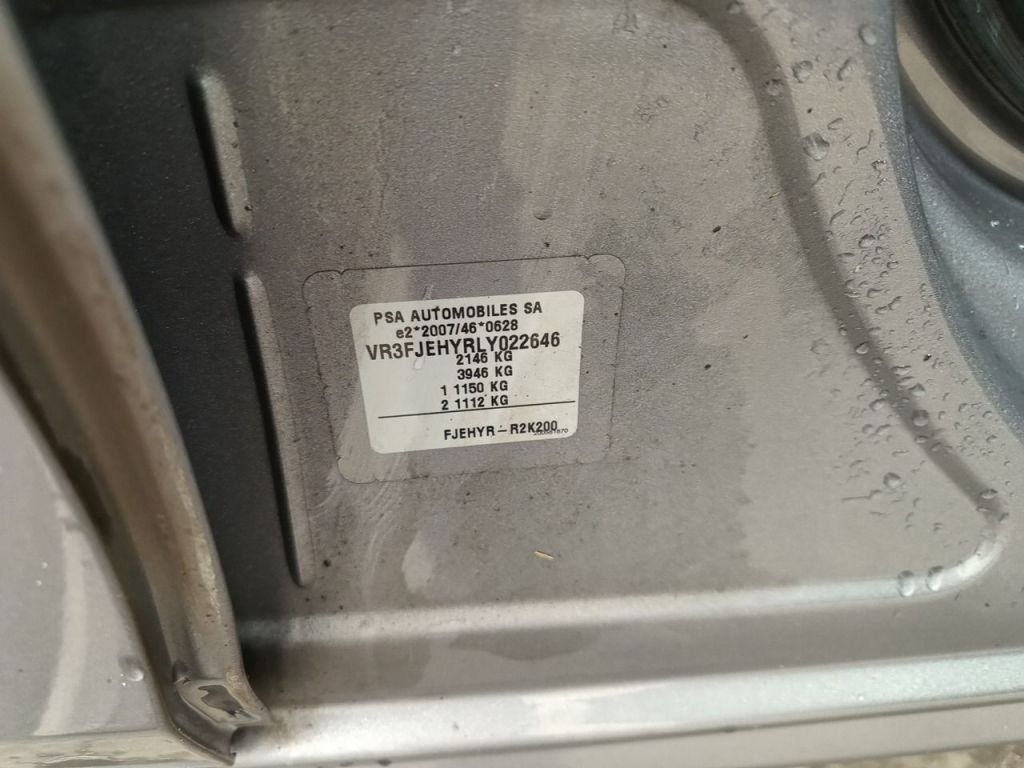 PSA AUTOMOBILES SA
e2*2007/46*0628
VR3FJEHYRLY022646
2146 KG
3946 KG
1 1150 KG
2 1112 KG
FJEHYR-R2K200